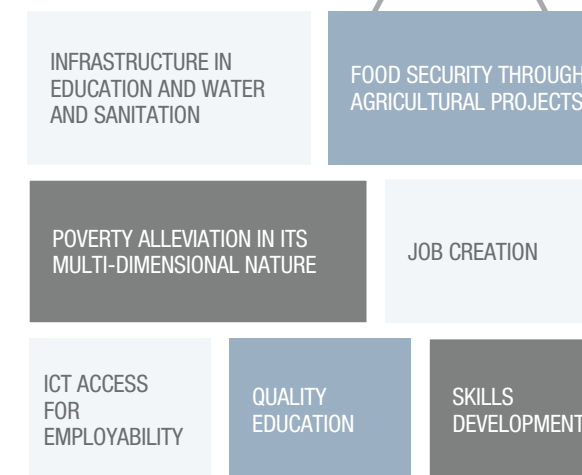 INFRASTRUCTURE IN
EDUCATION AND WATER
AND SANITATION
FOOD SECURITY THROUGH
AGRICULTURAL PROJECTS
POVERTY ALLEVIATION IN ITS
MULTI-DIMENSIONAL NATURE
JOB CREATION
ICT ACCESS
FOR
EMPLOYABILITY
QUALITY
EDUCATION
SKILLS
DEVELOPMENT